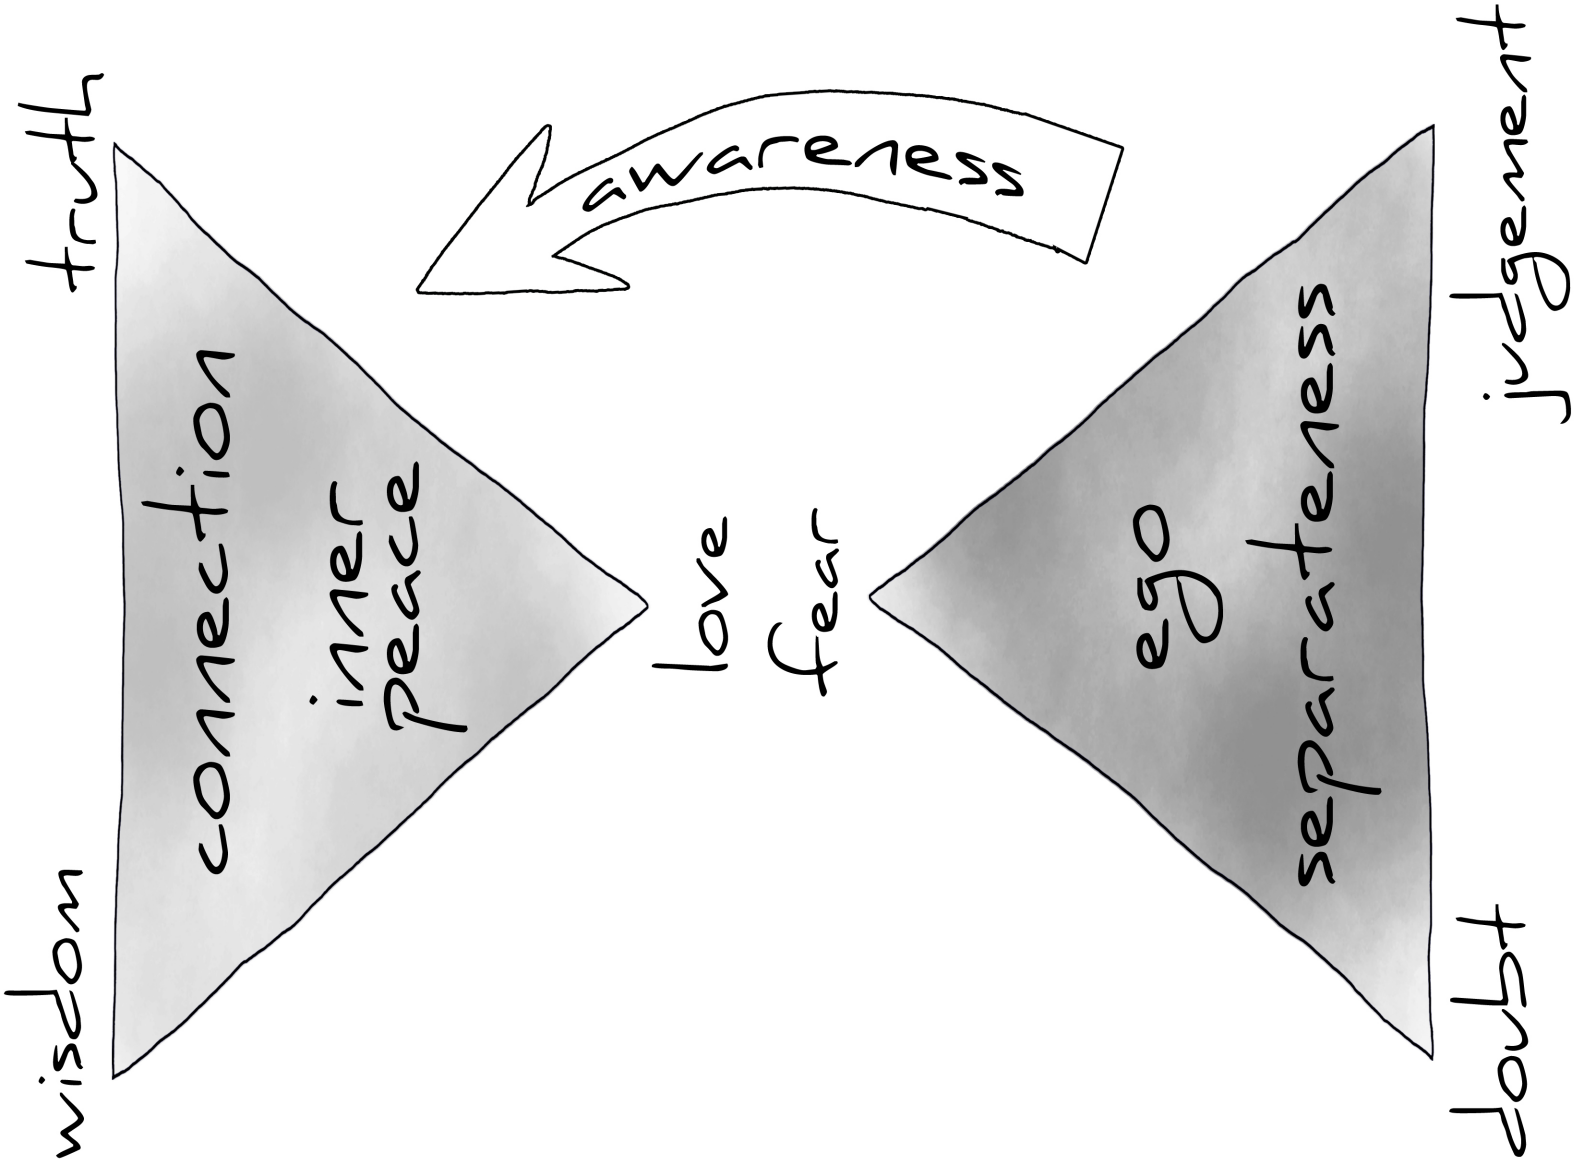 wisdom
truth
connection
inner
peace
awareness
love
fear
ego
separateness
doubt
judgement